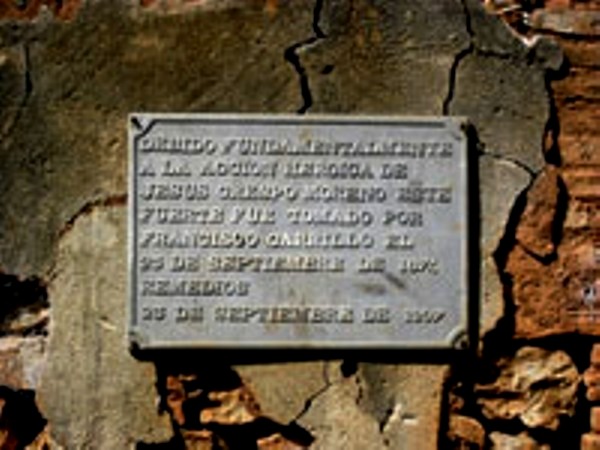 DEBIDO FUNDAMENTALMENTE
A LA ACCION HEROICA DE
JESUS CRESPO MORENO ESTE
FUERTE FUE TOMADO POR
FRANCISCO CARRILLO EL
DE SEPTIEMBRE DE
REMEDIOS
DE SEPTIEMBRE DE